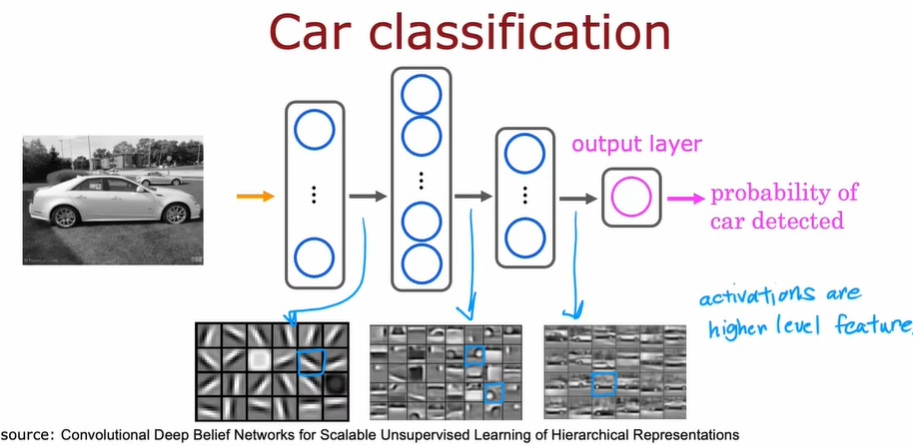 Car classification
output layer
probability of
car detected
activations are
higher level feature
source: Convolutional Deep Belief Networks for Scalable Unsupervised Learning of Hierarchical Representations